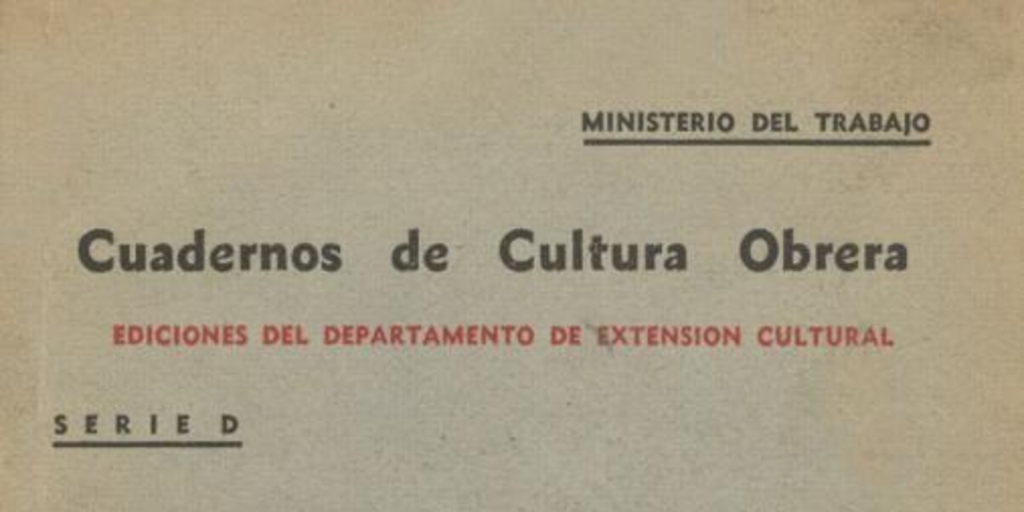 MINISTERIO DEL TRABAJO
Cuadernos de Cultura Obrera
EDICIONES DEL DEPARTAMENTO DE EXTENSION CULTURAL
SERIE D